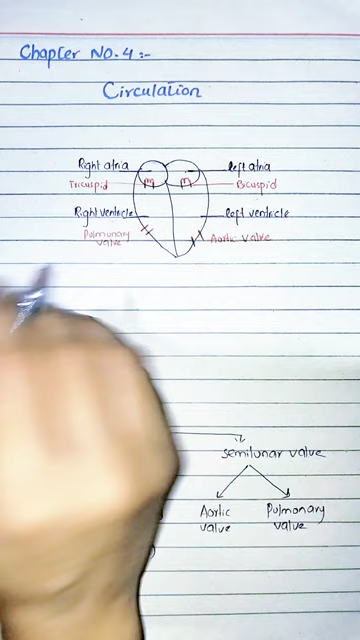 Chapter NO.4:-
Circulation
Right atria
left atria
Tricuspid
Bicuspid
Right ventricle
left ventricle
Pulmonary
valve
Aortic valve
semilunar valve
Aortic
valve
Pulmonary
valve